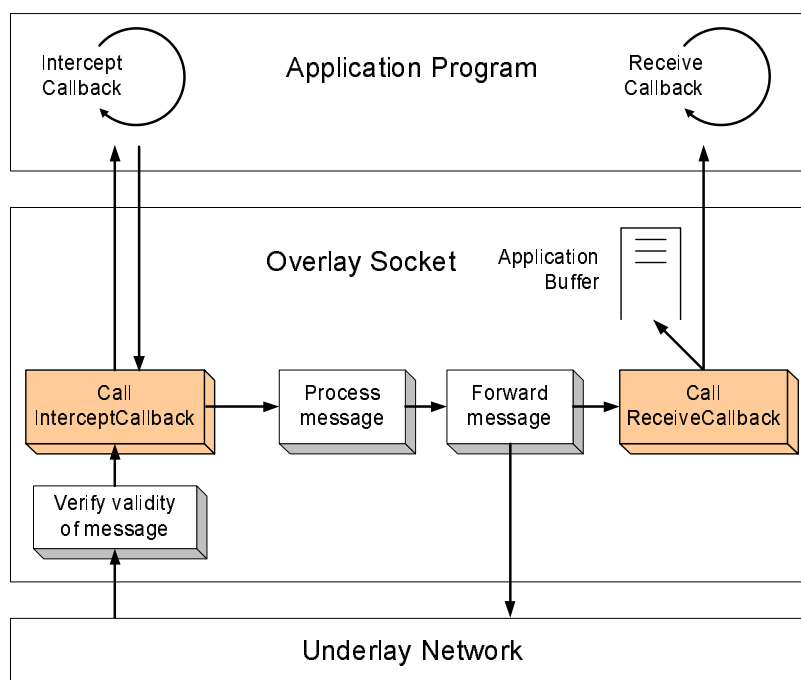 Intercept
Callback
Application Program
Receive
Callback
Overlay Socket
Application
Buffer
Call
InterceptCallback
Process
message
Forward
message
Call
ReceiveCallback
Verify validity
of message
Underlay Network